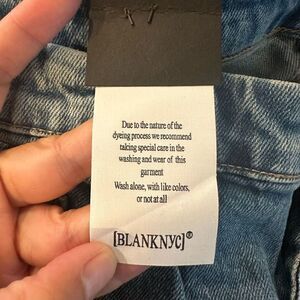 Due to the nature of the
dyeing process we recommend
taking special care in the
washing and wear of this
garment
Wash alone, with like colors,
or not at all
[BLANKNYC]®